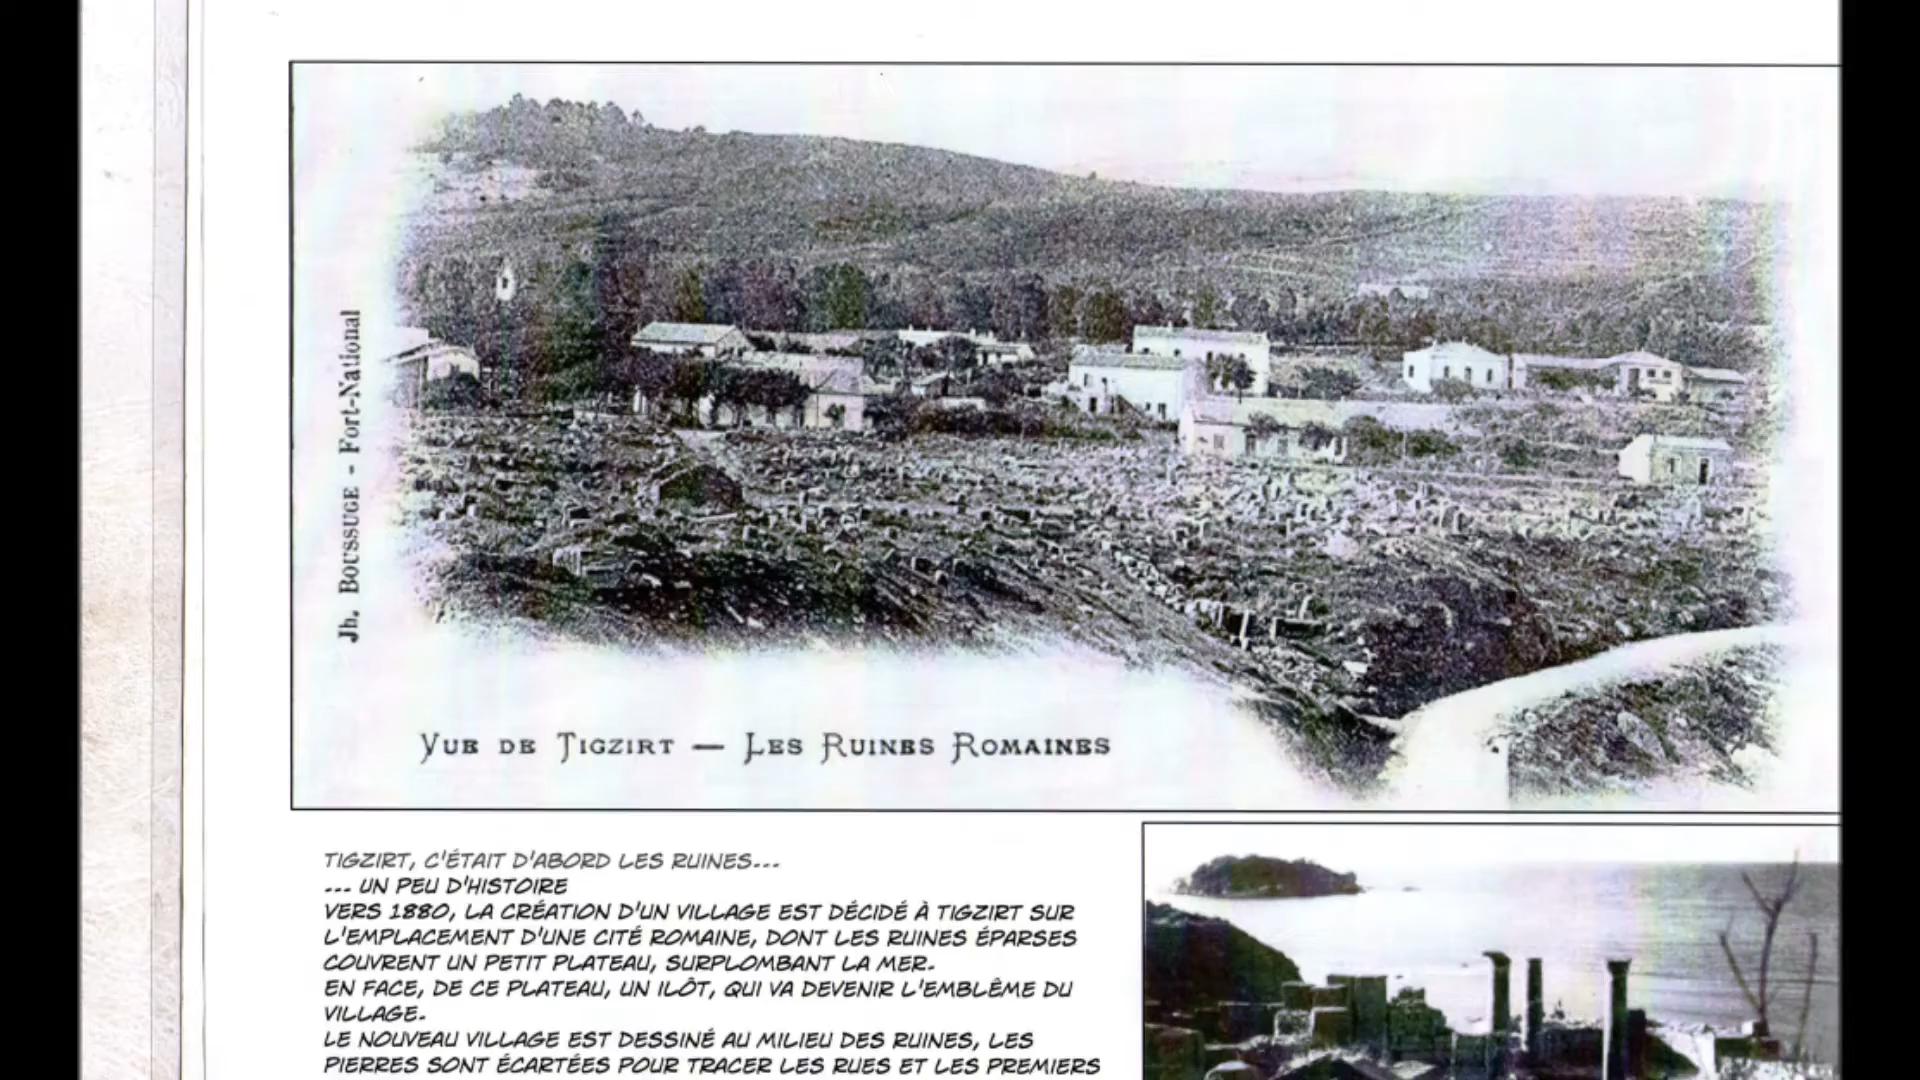 Jh. BOUSSUGE - Fort-National
VUE DE TIGZIRT — LES RUINES ROMAINES
TIGZIRT, C'ÉTAIT D'ABORD LES RUINES...
... UN PEU D'HISTOIRE
VERS 1880, LA CRÉATION D'UN VILLAGE EST DÉCIDÉ À TIGZIRT SUR
L'EMPLACEMENT D'UNE CITÉ ROMAINE, DONT LES RUINES ÉPARSES
COUVRENT UN PETIT PLATEAU, SURPLOMBANT LA MER.
EN FACE, DE CE PLATEAU, UN ILÔT, QUI VA DEVENIR L'EMBLÊME DU
VILLAGE.
LE NOUVEAU VILLAGE EST DESSINÉ AU MILIEU DES RUINES, LES
PIERRES SONT ÉCARTÉES POUR TRACER LES RUES ET LES PREMIERS